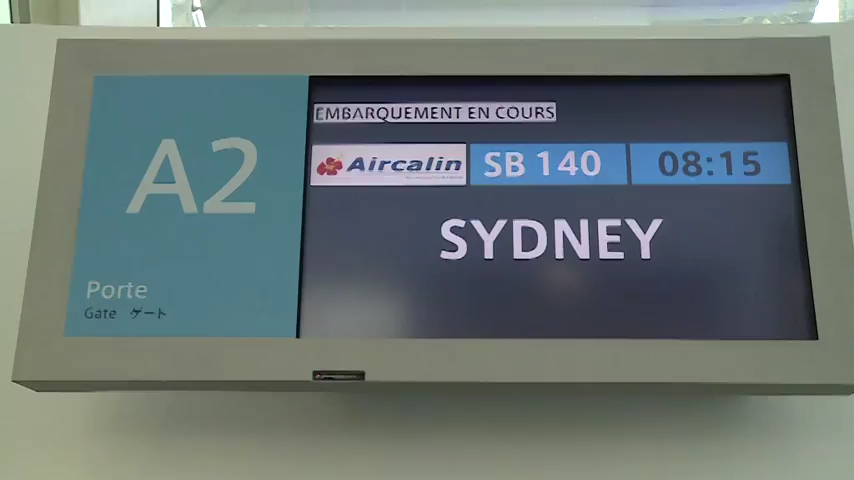 A2
Porte
Gate ゲート
EMBARQUEMENT EN COURS
Aircalin
SB 140
08:15
SYDNEY